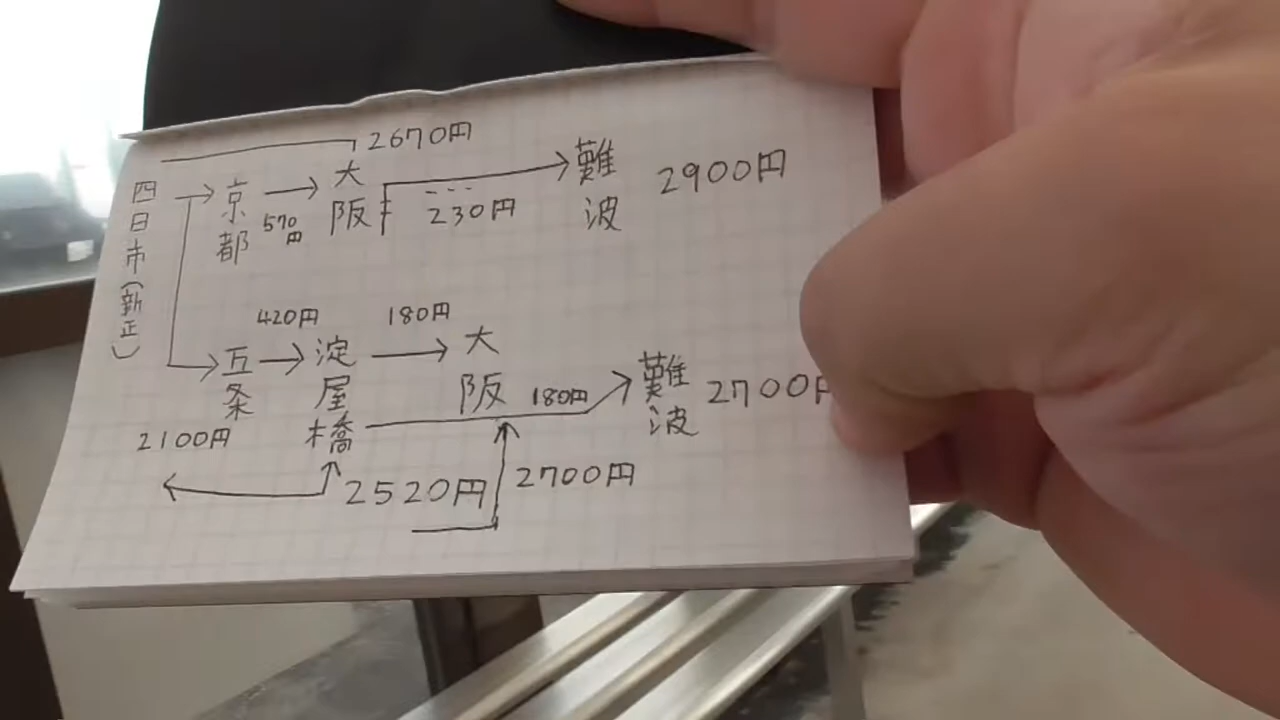 2670円
四日市(新正)
京都
570円
大阪
230円
難波
2900円
五条
420円
淀屋橋
180円
大阪
180円
難波
2700円
2100円
2520円
2700円